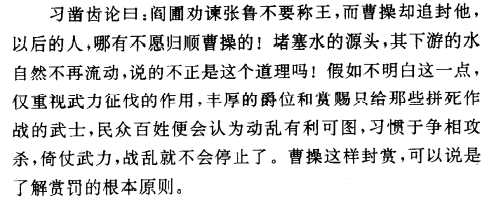 习凿齿论曰：阎圃劝谏张鲁不要称王，而曹操却追封他，
以后的人，哪有不愿归顺曹操的！堵塞水的源头，其下游的水
自然不再流动，说的不正是这个道理吗！假如不明白这一点，
仅重视武力征伐的作用，丰厚的爵位和赏赐只给那些拼死作
战的武士，民众百姓便会认为动乱有利可图，习惯于争相攻
杀，倚仗武力，战乱就不会停止了。曹操这样封赏，可以说是
了解赏罚的根本原则。